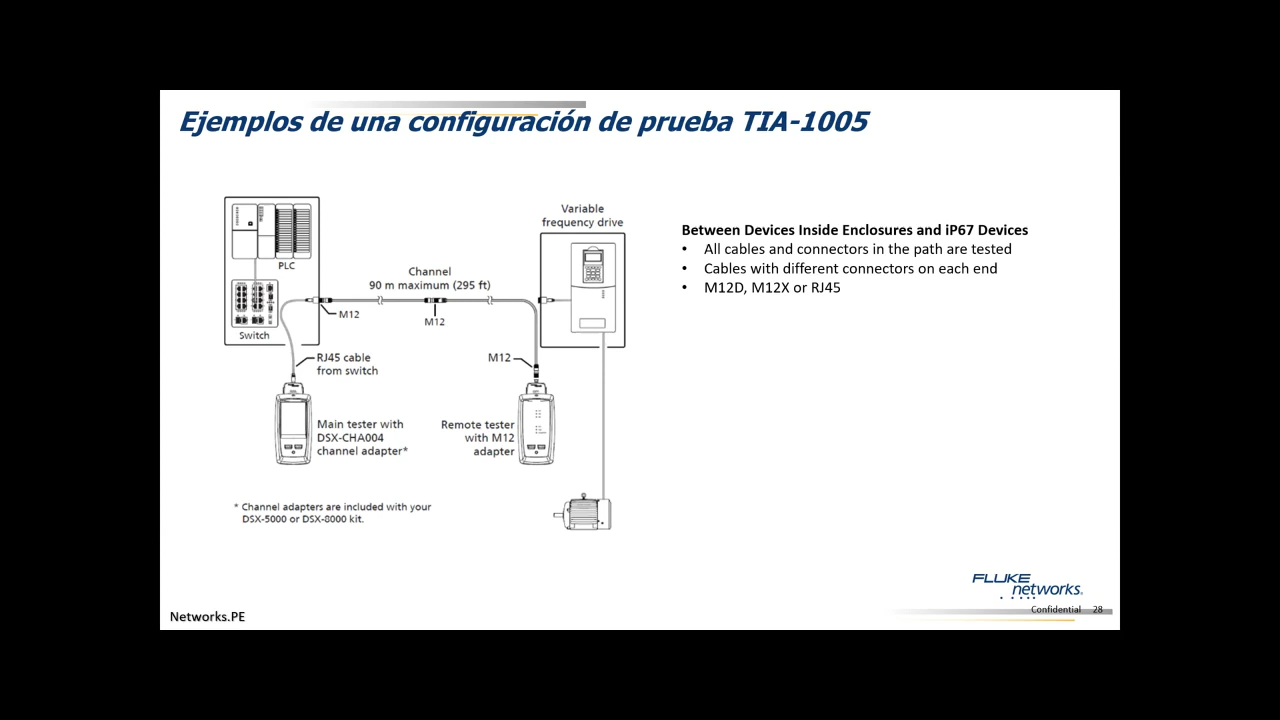 Ejemplos de una configuración de prueba TIA-1005
PLC
Switch
M12
Channel
90 m maximum (295 ft)
M12
Variable
frequency drive
RJ45 cable
from switch
M12
Main tester with
DSX-CHA004
channel adapter*
Remote tester
with M12
adapter
* Channel adapters are included with your
DSX-5000 or DSX-8000 kit.
Between Devices Inside Enclosures and iP67 Devices
• All cables and connectors in the path are tested
• Cables with different connectors on each end
• M12D, M12X or RJ45
FLUKE
networks.
Confidential 28
Networks.PE